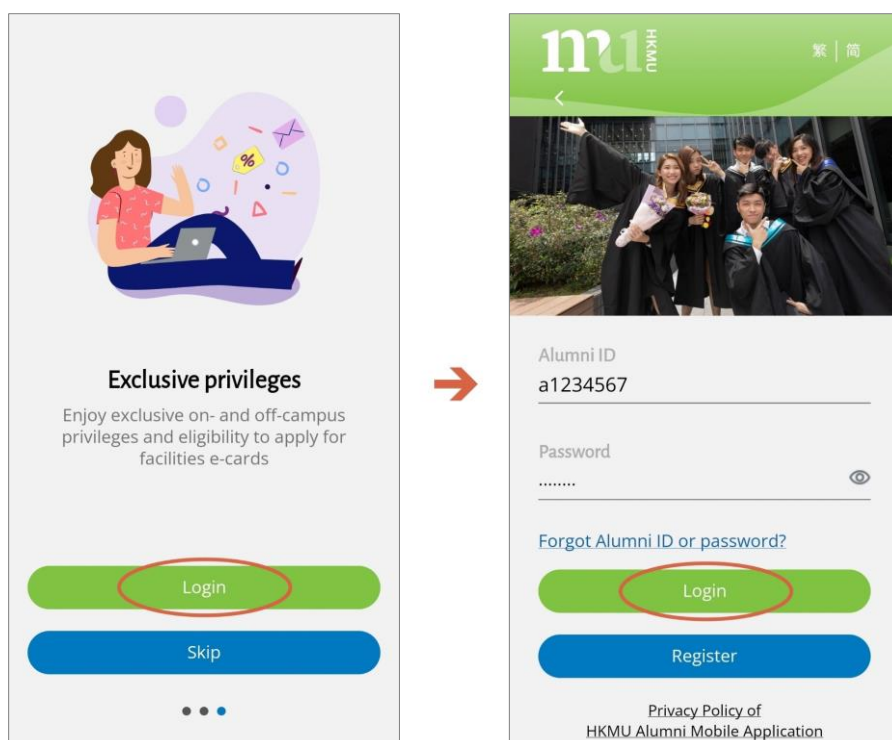 Exclusive privileges
Enjoy exclusive on- and off-campus
privileges and eligibility to apply for
facilities e-cards
Login
Skip
mu HKMU
繁 | 简
Alumni ID
a1234567
Password
........
Forgot Alumni ID or password?
Login
Register
Privacy Policy of
HKMU Alumni Mobile Application